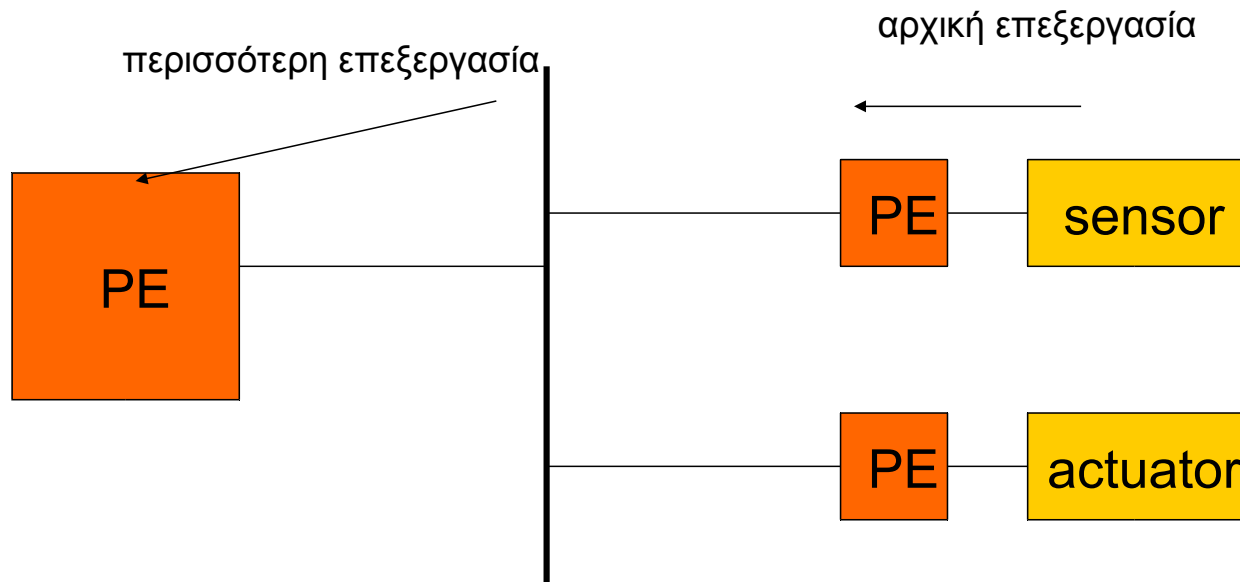 αρχική επεξεργασία
περισσότερη επεξεργασία
PE sensor
PE
PE actuator